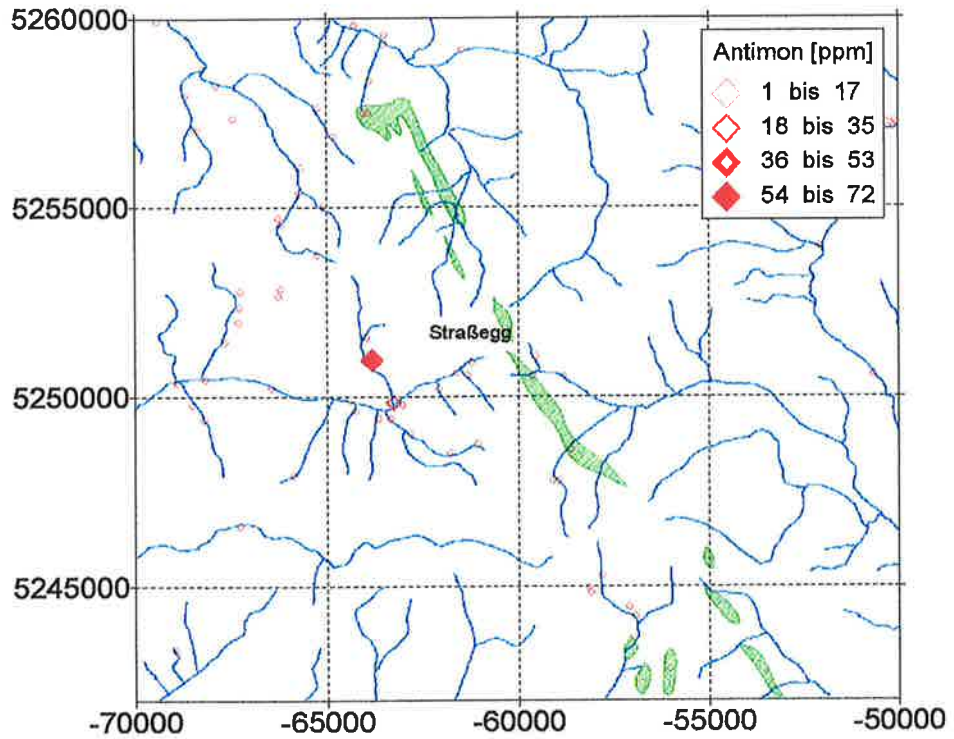 5260000
Antimon [ppm]
1 bis 17
18 bis 35
36 bis 53
54 bis 72
5255000
Straßegg
5250000
5245000
-70000
-65000
-60000
-55000
-50000